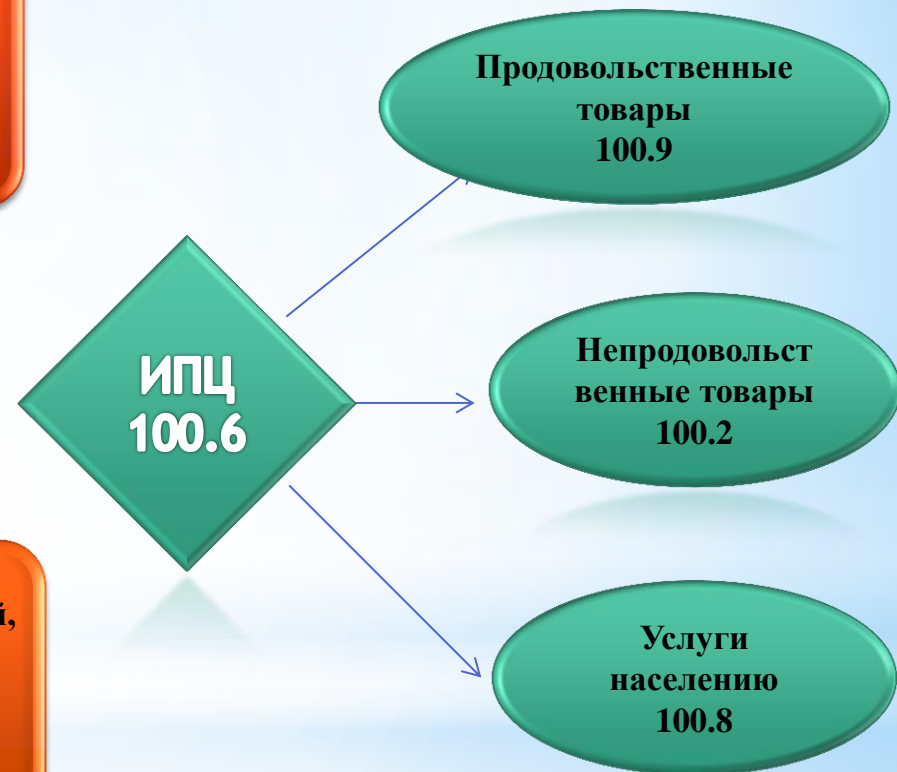 Продовольственные
товары
100.9
ИПЦ
100.6
Непродовольст
венные товары
100.2
й,
Услуги
населению
100.8